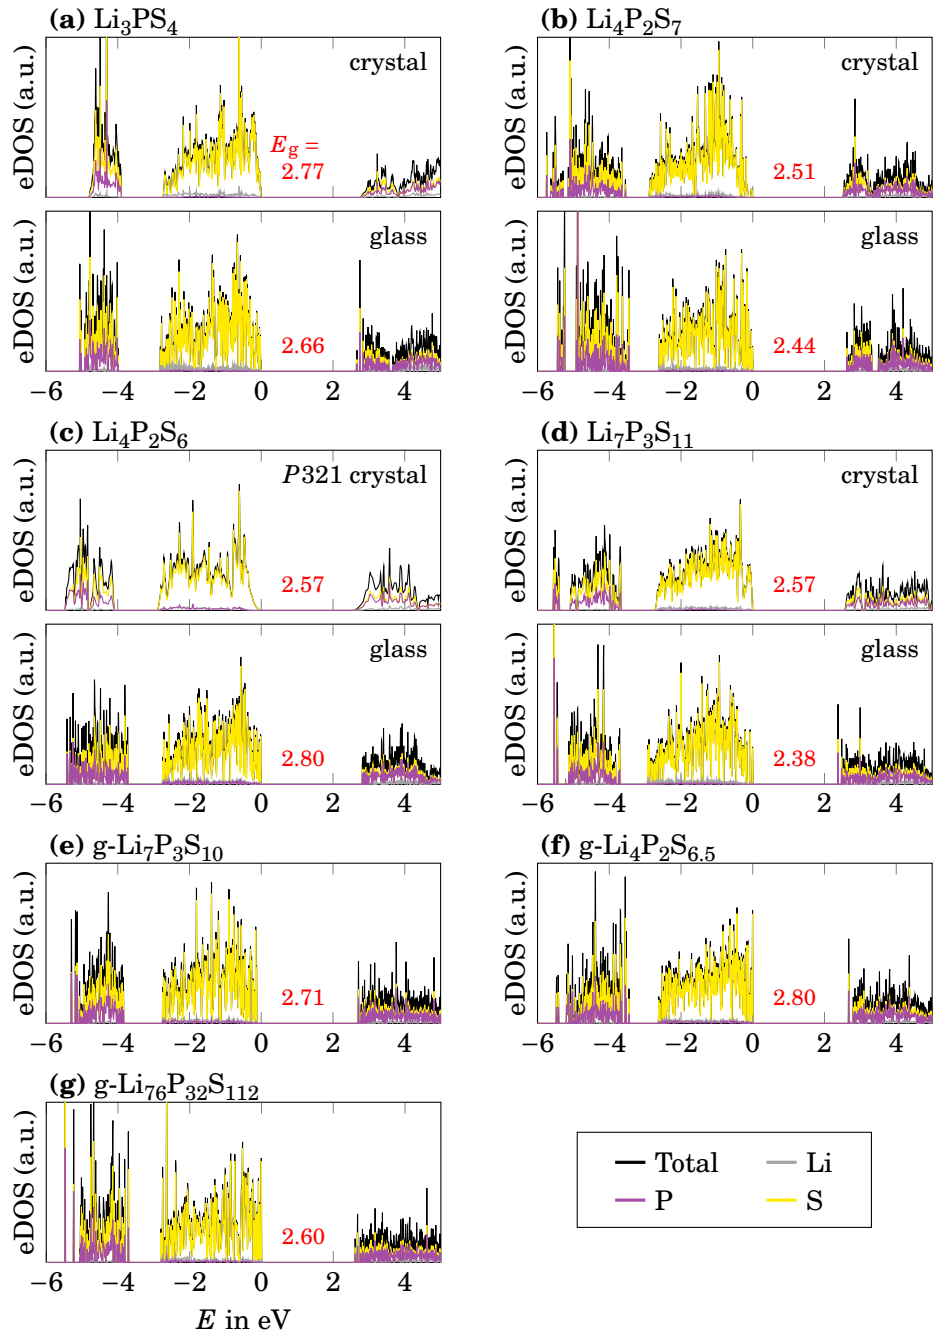 (a) Li₃PS₄
eDOS (a.u.)
crystal
E_g =
2.77
eDOS (a.u.)
glass
2.66
−6 −4 −2 0 2 4
(b) Li₄P₂S₇
eDOS (a.u.)
crystal
2.51
eDOS (a.u.)
glass
2.44
−6 −4 −2 0 2 4
(c) Li₄P₂S₆
eDOS (a.u.)
P321 crystal
2.57
eDOS (a.u.)
glass
2.80
−6 −4 −2 0 2 4
(d) Li₇P₃S₁₁
eDOS (a.u.)
crystal
2.57
eDOS (a.u.)
glass
2.38
−6 −4 −2 0 2 4
(e) g-Li₇P₃S₁₀
eDOS (a.u.)
2.71
−6 −4 −2 0 2 4
(f) g-Li₄P₂S₆.₅
eDOS (a.u.)
2.80
−6 −4 −2 0 2 4
(g) g-Li₇₆P₃₂S₁₁₂
eDOS (a.u.)
2.60
−6 −4 −2 0 2 4
E in eV
Total Li
P S